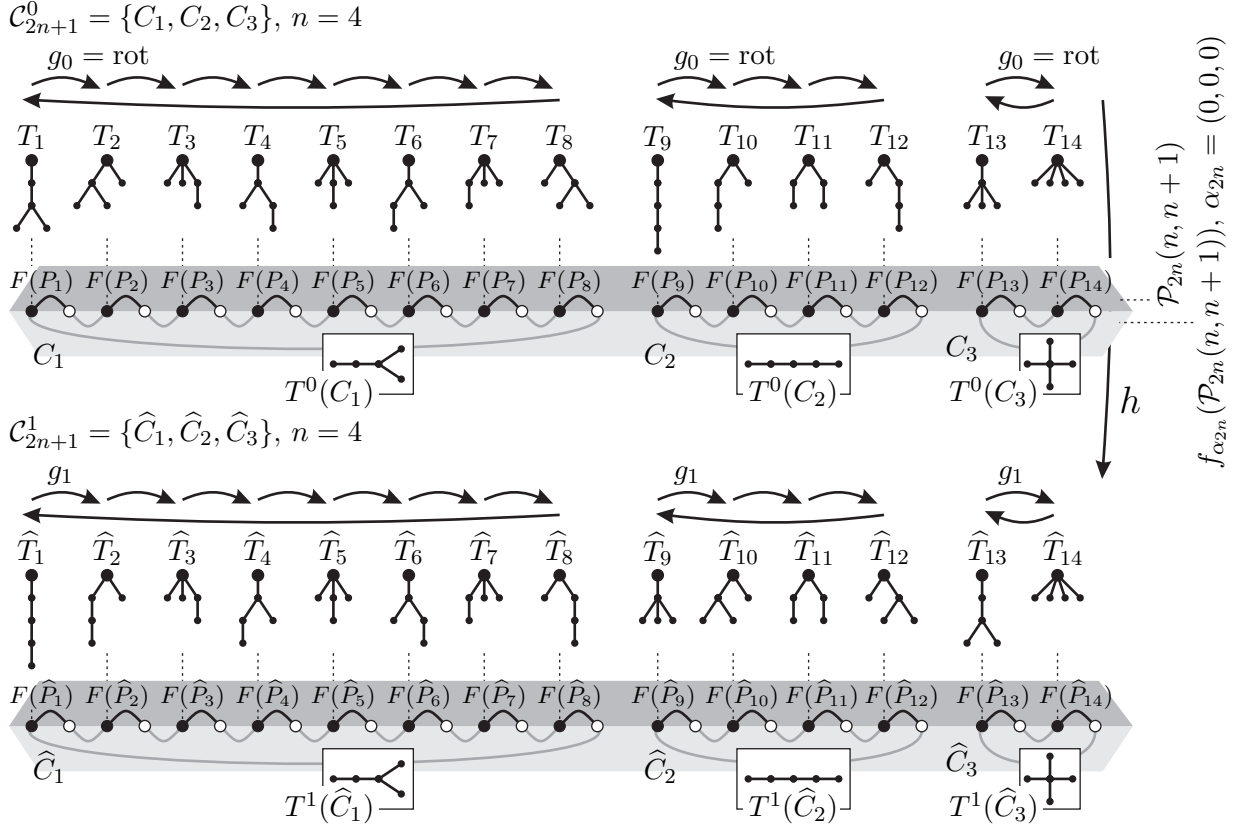 𝒞⁰₂ₙ₊₁ = {C₁, C₂, C₃}, n = 4
g₀ = rot g₀ = rot g₀ = rot
T₁ T₂ T₃ T₄ T₅ T₆ T₇ T₈ T₉ T₁₀ T₁₁ T₁₂ T₁₃ T₁₄
F(P₁) F(P₂) F(P₃) F(P₄) F(P₅) F(P₆) F(P₇) F(P₈) F(P₉) F(P₁₀) F(P₁₁) F(P₁₂) F(P₁₃) F(P₁₄)
C₁ C₂ C₃
T⁰(C₁) T⁰(C₂) T⁰(C₃)
h
𝒫₂ₙ(n, n + 1)
f_{α₂ₙ}(𝒫₂ₙ(n, n + 1)), α₂ₙ = (0, 0, 0)
𝒞¹₂ₙ₊₁ = {Ĉ₁, Ĉ₂, Ĉ₃}, n = 4
g₁ g₁ g₁
T̂₁ T̂₂ T̂₃ T̂₄ T̂₅ T̂₆ T̂₇ T̂₈ T̂₉ T̂₁₀ T̂₁₁ T̂₁₂ T̂₁₃ T̂₁₄
F(P̂₁) F(P̂₂) F(P̂₃) F(P̂₄) F(P̂₅) F(P̂₆) F(P̂₇) F(P̂₈) F(P̂₉) F(P̂₁₀) F(P̂₁₁) F(P̂₁₂) F(P̂₁₃) F(P̂₁₄)
Ĉ₁ Ĉ₂ Ĉ₃
T¹(Ĉ₁) T¹(Ĉ₂) T¹(Ĉ₃)